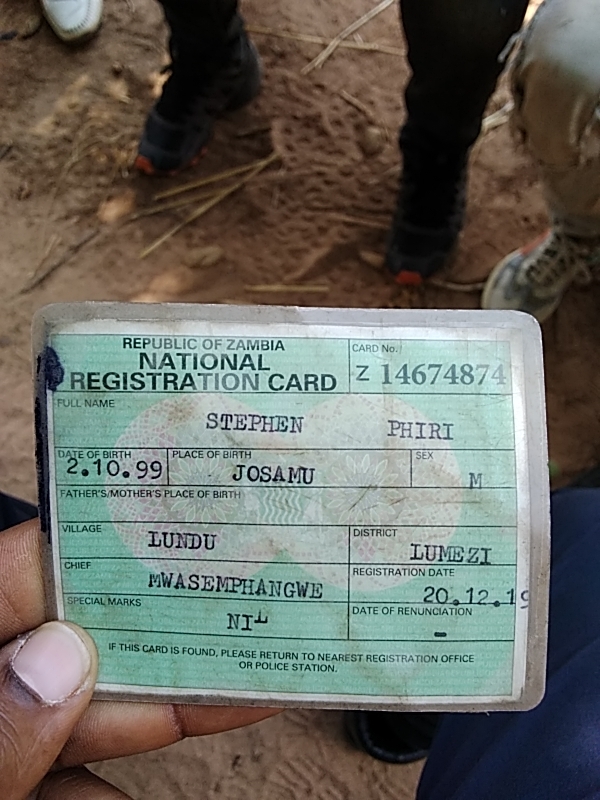 REPUBLIC OF ZAMBIA
NATIONAL
REGISTRATION CARD
CARD No.
Z 14674874
FULL NAME
STEPHEN PHIRI
DATE OF BIRTH
2.10.99
PLACE OF BIRTH
JOSAMU
SEX
M
FATHER'S/MOTHER'S PLACE OF BIRTH
VILLAGE
LUNDU
DISTRICT
LUMEZI
CHIEF
MWASEMPHANGWE
REGISTRATION DATE
20.12.19
SPECIAL MARKS
NIL
DATE OF RENUNCIATION
-
IF THIS CARD IS FOUND, PLEASE RETURN TO NEAREST REGISTRATION OFFICE
OR POLICE STATION.